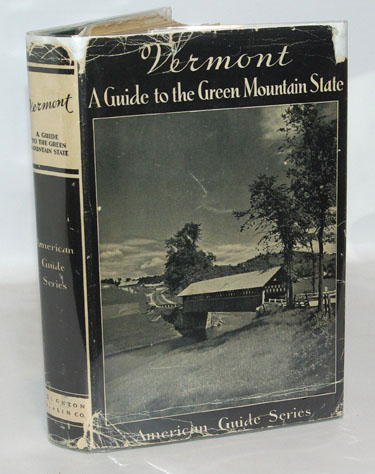 Vermont
A Guide to the Green Mountain State
American Guide Series
Vermont
A GUIDE
TO THE GREEN
MOUNTAIN STATE
American
Guide
Series
CO.